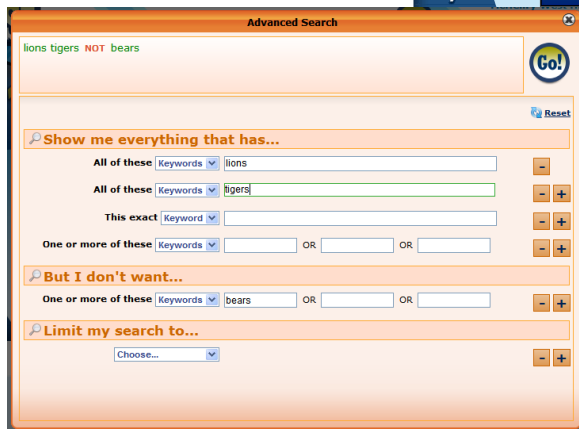 Advanced Search
lions tigers NOT bears
Go!
Reset
Show me everything that has...
All of these Keywords lions -
All of these Keywords tigers - +
This exact Keyword - +
One or more of these Keywords OR OR - +
But I don't want...
One or more of these Keywords bears OR OR - +
Limit my search to...
Choose... - +